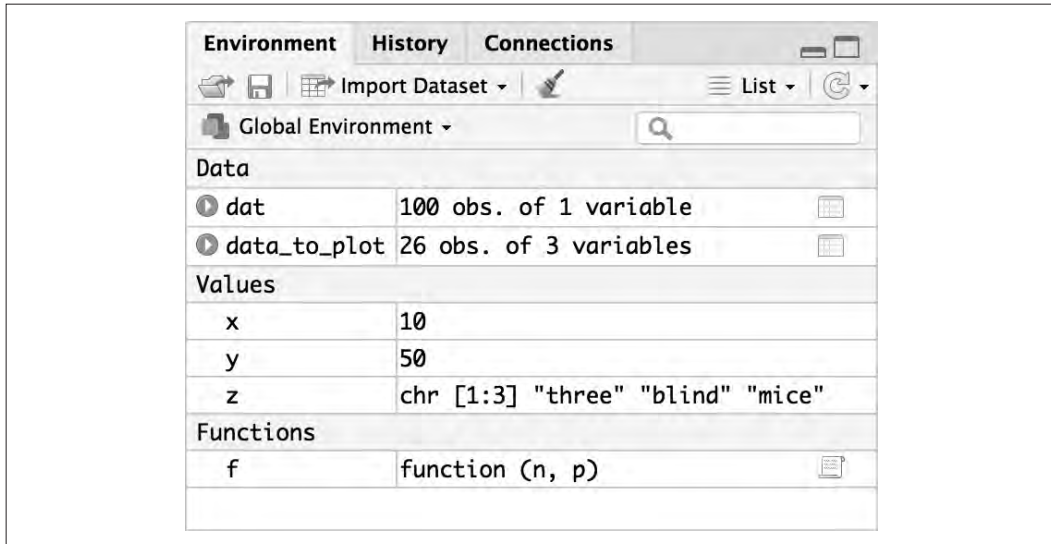 Environment History Connections
Import Dataset List
Global Environment
Data
dat 100 obs. of 1 variable
data_to_plot 26 obs. of 3 variables
Values
x 10
y 50
z chr [1:3] "three" "blind" "mice"
Functions
f function (n, p)